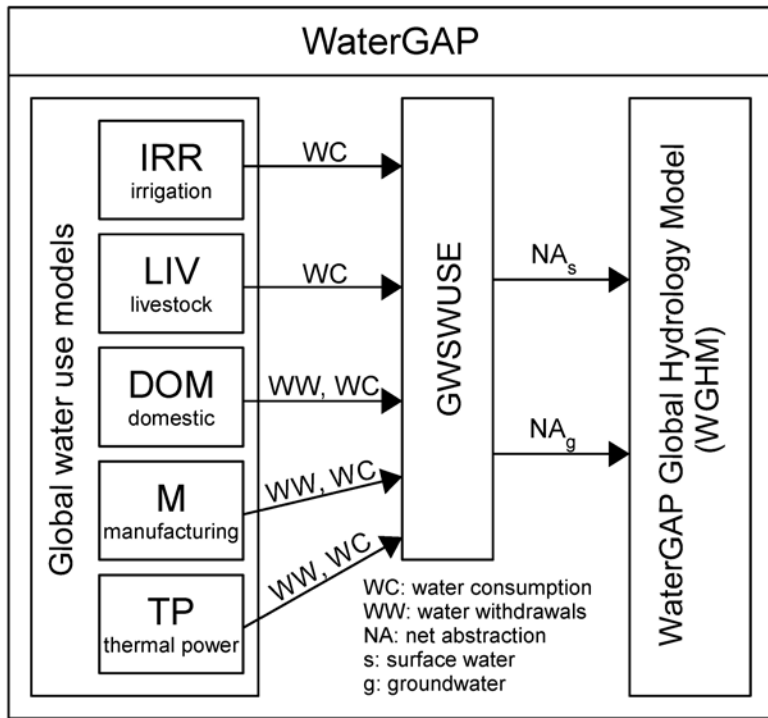 WaterGAP
Global water use models
IRR
irrigation
LIV
livestock
DOM
domestic
M
manufacturing
TP
thermal power
WC
WC
WW, WC
WW, WC
WW, WC
GWSWUSE
NAs
NAg
WaterGAP Global Hydrology Model
(WGHM)
WC: water consumption
WW: water withdrawals
NA: net abstraction
s: surface water
g: groundwater